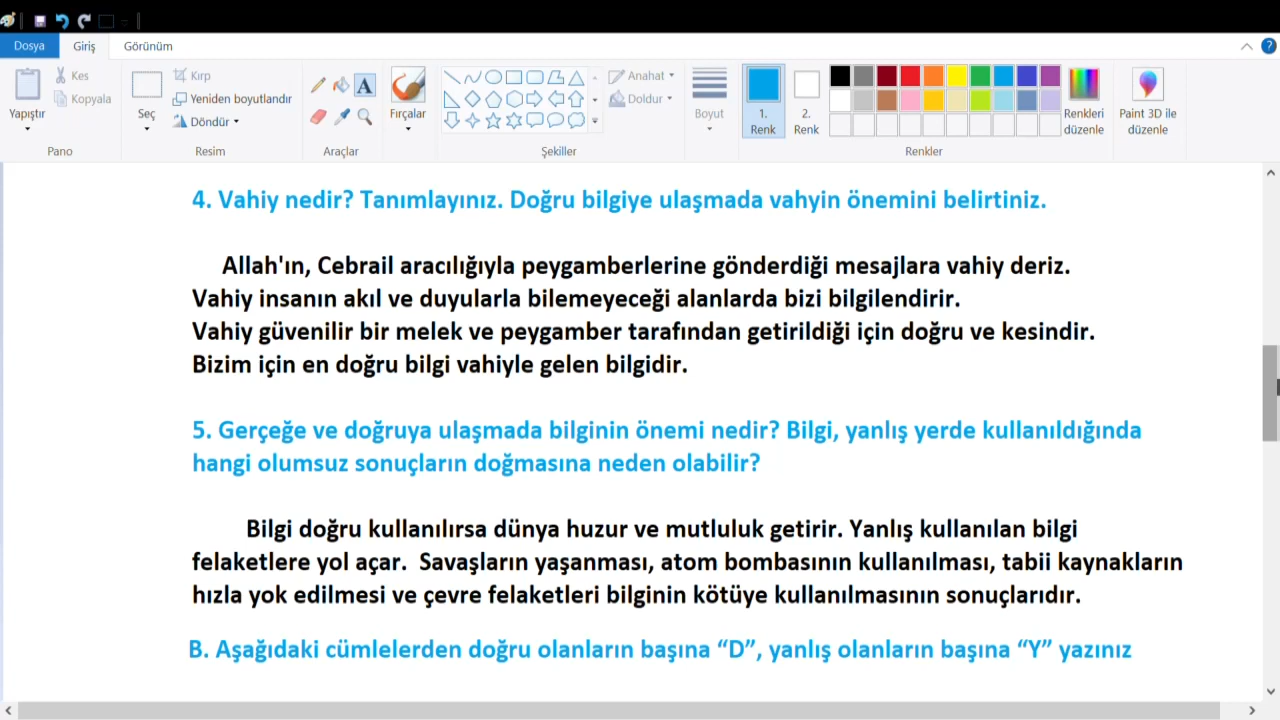 Dosya Giriş Görünüm
Yapıştır
Kes
Kopyala
Pano
Seç
Kırp
Yeniden boyutlandır
Döndür
Resim
Araçlar
Fırçalar
Anahat
Doldur
Şekiller
Boyut
1. Renk
2. Renk
Renkleri düzenle
Renkler
Paint 3D ile düzenle
4. Vahiy nedir? Tanımlayınız. Doğru bilgiye ulaşmada vahyin önemini belirtiniz.
Allah'ın, Cebrail aracılığıyla peygamberlerine gönderdiği mesajlara vahiy deriz.
Vahiy insanın akıl ve duyularla bilemeyeceği alanlarda bizi bilgilendirir.
Vahiy güvenilir bir melek ve peygamber tarafından getirildiği için doğru ve kesindir.
Bizim için en doğru bilgi vahiyle gelen bilgidir.
5. Gerçeğe ve doğruya ulaşmada bilginin önemi nedir? Bilgi, yanlış yerde kullanıldığında
hangi olumsuz sonuçların doğmasına neden olabilir?
Bilgi doğru kullanılırsa dünya huzur ve mutluluk getirir. Yanlış kullanılan bilgi
felaketlere yol açar. Savaşların yaşanması, atom bombasının kullanılması, tabii kaynakların
hızla yok edilmesi ve çevre felaketleri bilginin kötüye kullanılmasının sonuçlarıdır.
B. Aşağıdaki cümlelerden doğru olanların başına “D”, yanlış olanların başına “Y” yazınız